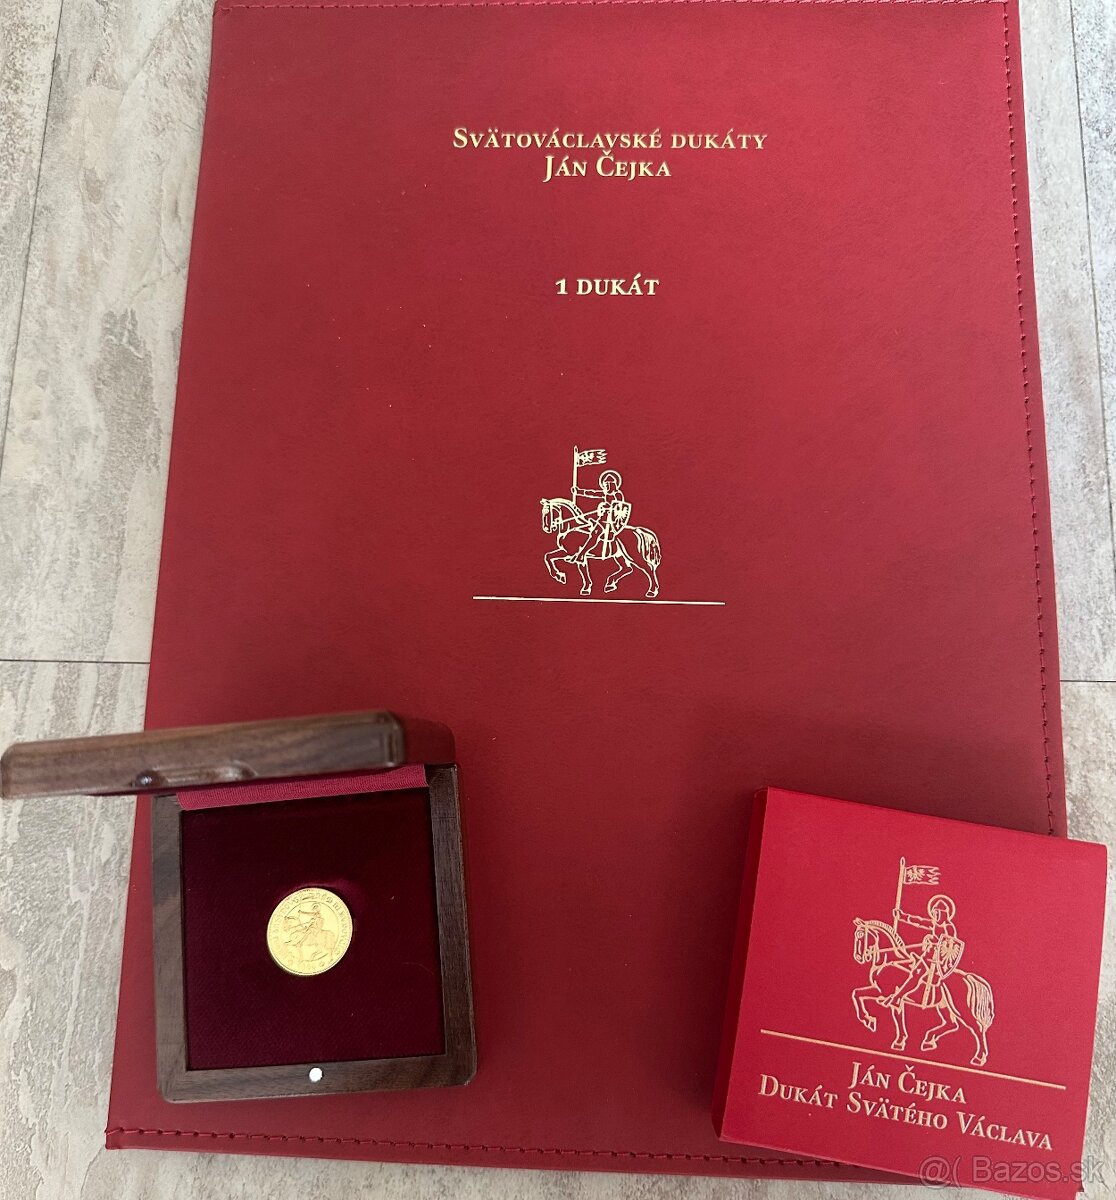 Svätováclavské dukáty
Ján Čejka
1 dukát
Ján Čejka
Dukát Svätého Václava
@( Bazos.sk